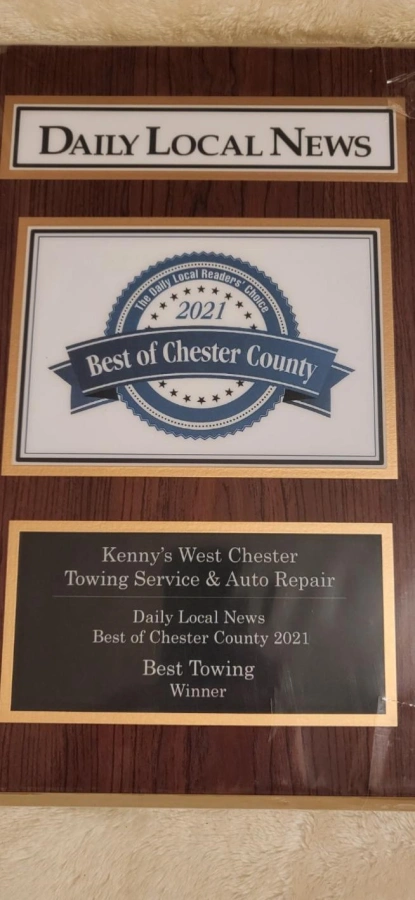 DAILY LOCAL NEWS
The Daily Local Readers' Choice
2021
Best of Chester County
Kenny's West Chester
Towing Service & Auto Repair
Daily Local News
Best of Chester County 2021
Best Towing
Winner